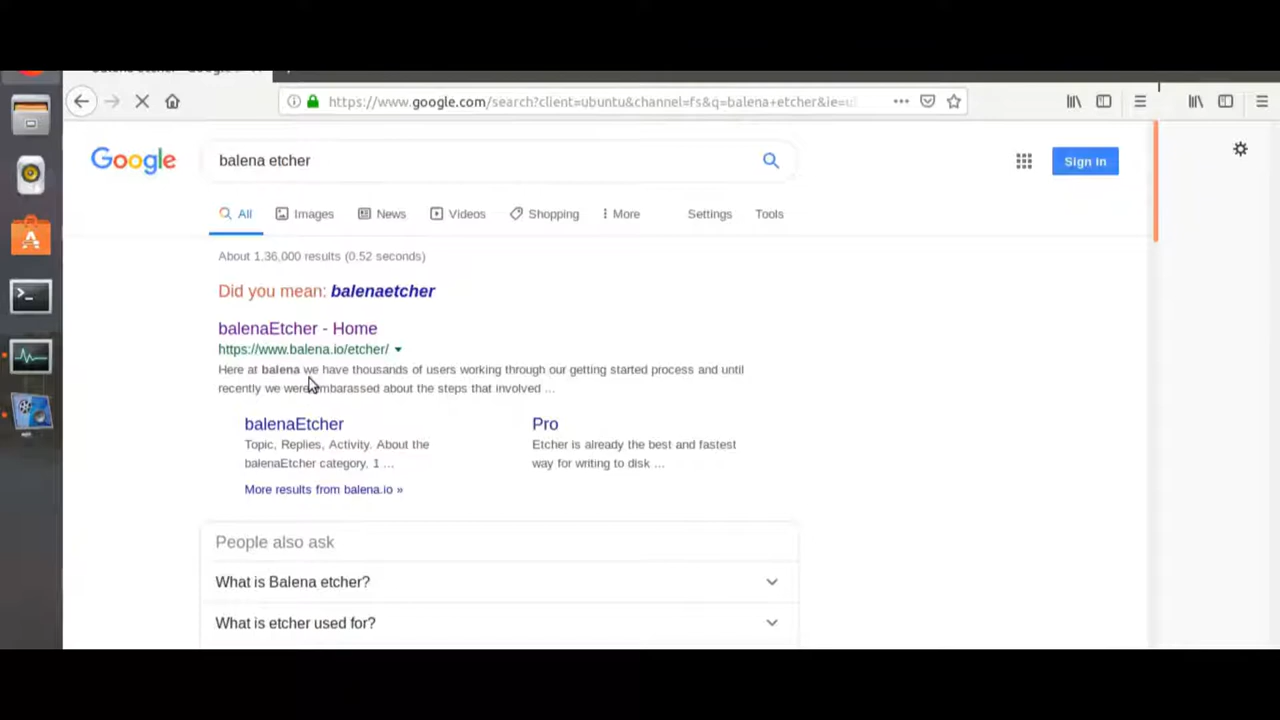 https://www.google.com/search?client=ubuntu&channel=fs&q=balena+etcher&ie=u
Google
balena etcher
Sign In
All
Images
News
Videos
Shopping
More
Settings
Tools
About 1,36,000 results (0.52 seconds)
Did you mean: balenaetcher
balenaEtcher - Home
https://www.balena.io/etcher/
Here at balena we have thousands of users working through our getting started process and until
recently we were embarassed about the steps that involved ...
balenaEtcher
Topic, Replies, Activity. About the
balenaEtcher category, 1 ...
Pro
Etcher is already the best and fastest
way for writing to disk ...
More results from balena.io »
People also ask
What is Balena etcher?
What is etcher used for?